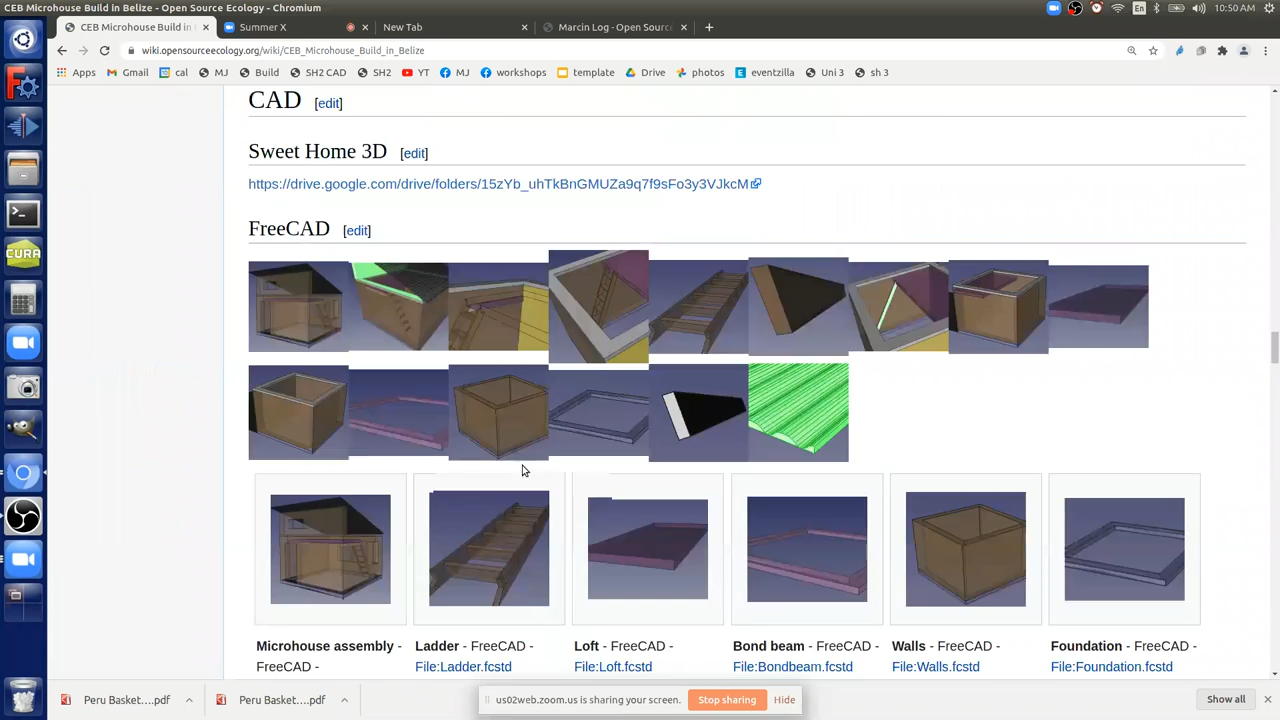 CEB Microhouse Build in Belize - Open Source Ecology - Chromium
En
10:50 AM
CEB Microhouse Build in
Summer X
New Tab
Marcin Log - Open Sourc
wiki.opensourceecology.org/wiki/CEB_Microhouse_Build_in_Belize
Apps
Gmail
cal
MJ
Build
SH2 CAD
SH2
YT
MJ
workshops
template
Drive
photos
eventzilla
Uni 3
sh 3
CAD [edit]
Sweet Home 3D [edit]
https://drive.google.com/drive/folders/15zYb_uhTkBnGMUZa9q7f9sFo3y3VJkcM
FreeCAD [edit]
CURA
Microhouse assembly - FreeCAD -
Ladder - FreeCAD - File:Ladder.fcstd
Loft - FreeCAD - File:Loft.fcstd
Bond beam - FreeCAD - File:Bondbeam.fcstd
Walls - FreeCAD - File:Walls.fcstd
Foundation - FreeCAD - File:Foundation.fcstd
Peru Basket....pdf
Peru Basket....pdf
us02web.zoom.us is sharing your screen.
Stop sharing
Hide
Show all